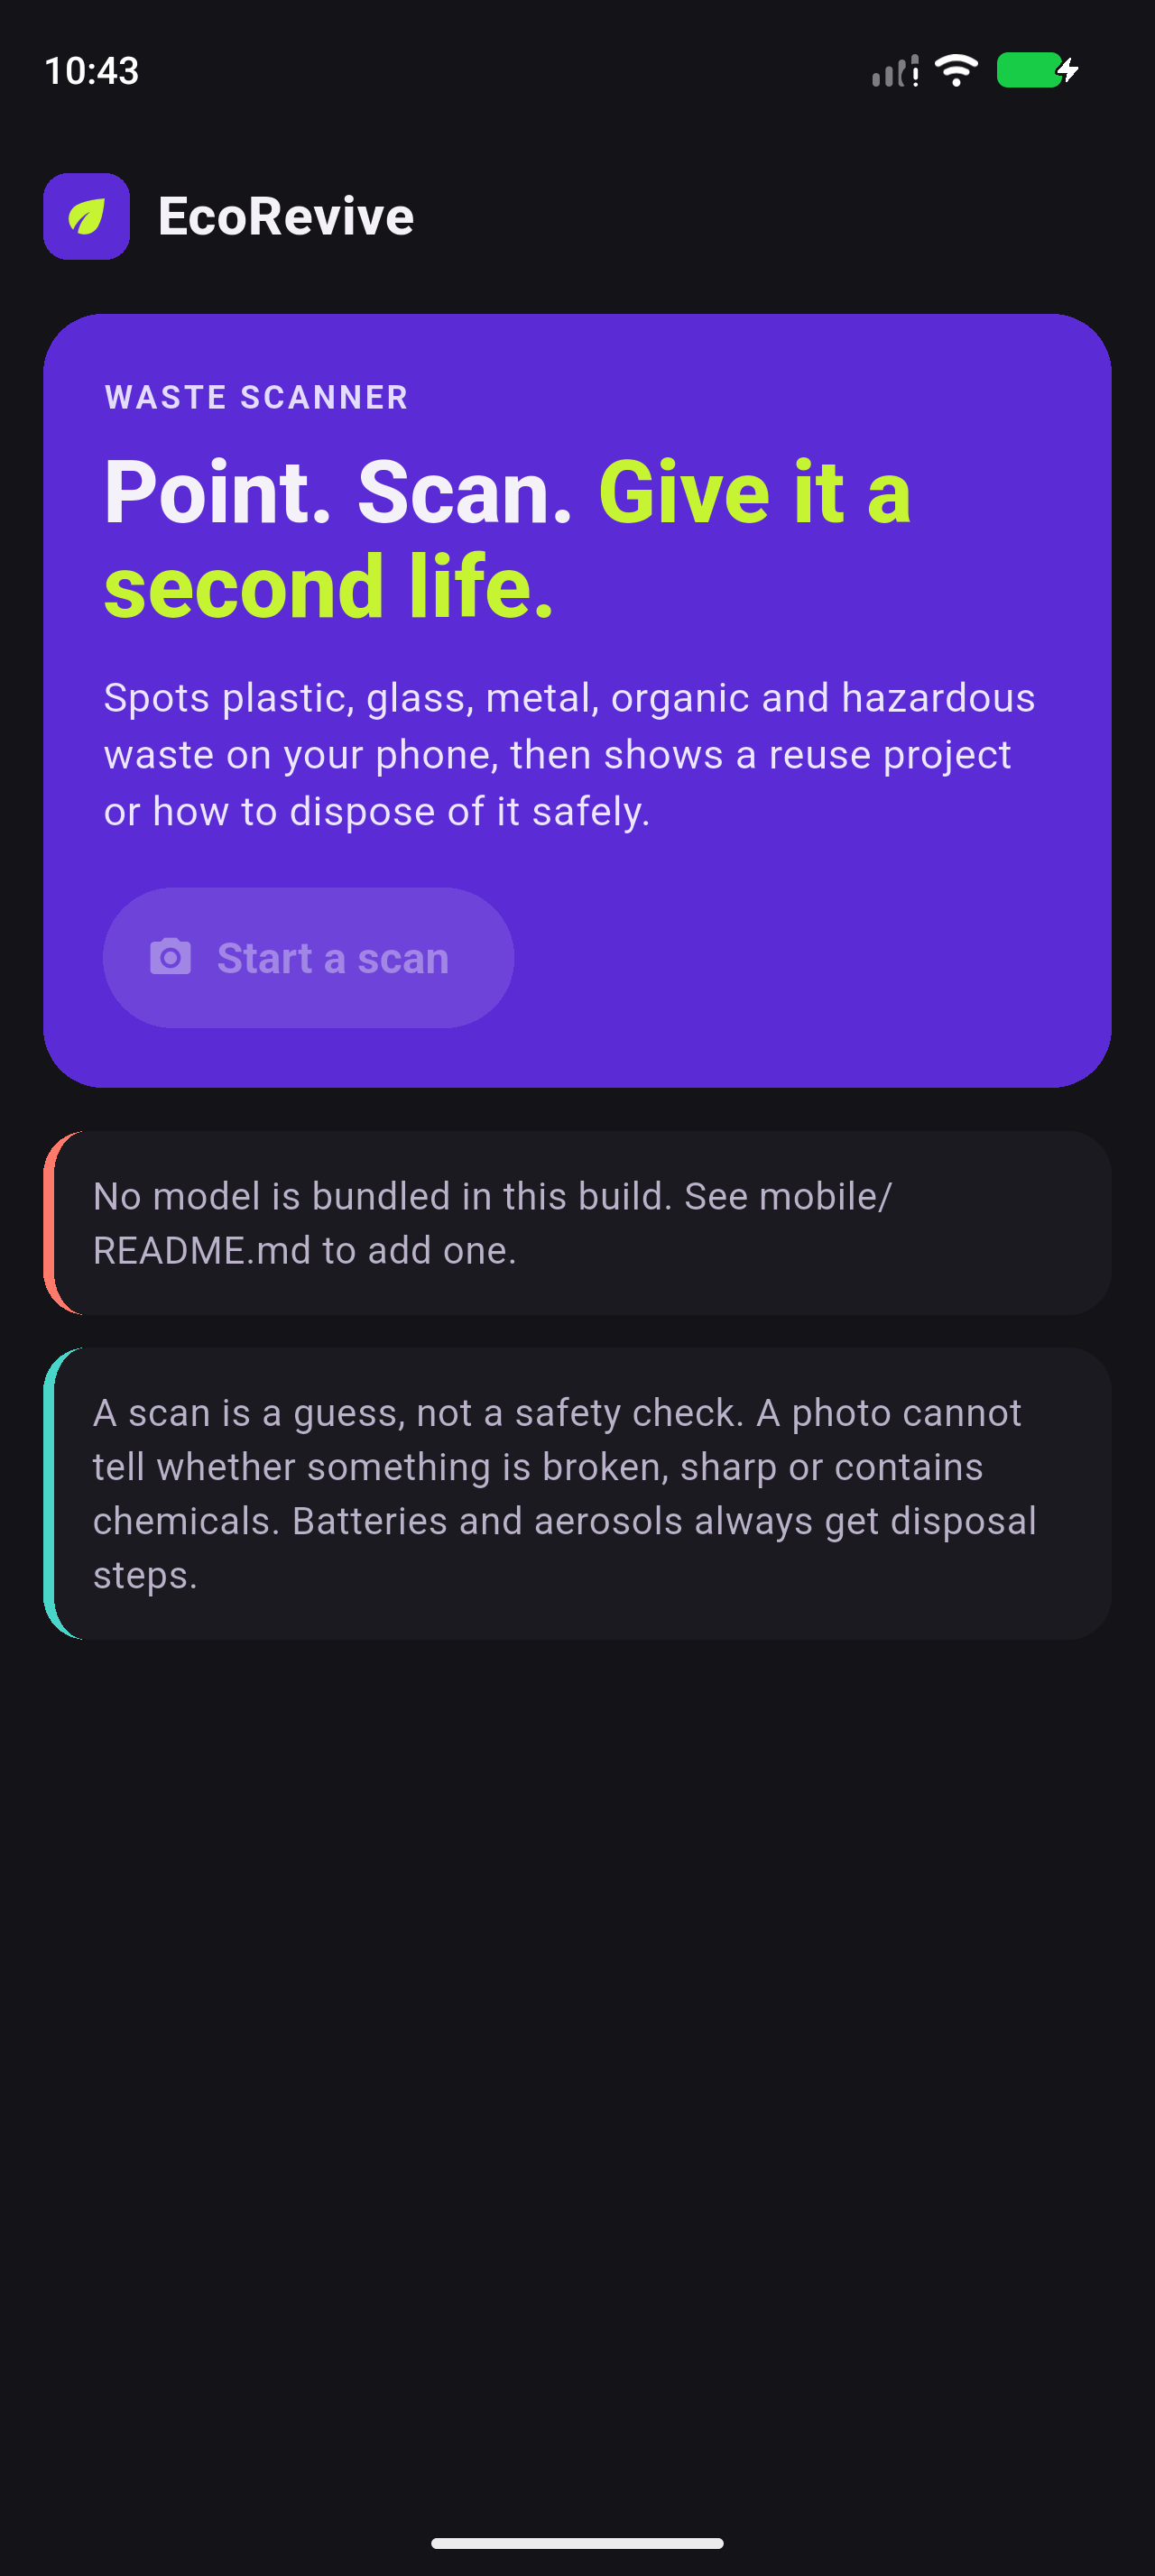 10:43
EcoRevive
WASTE SCANNER
Point. Scan. Give it a
second life.
Spots plastic, glass, metal, organic and hazardous
waste on your phone, then shows a reuse project
or how to dispose of it safely.
Start a scan
No model is bundled in this build. See mobile/
README.md to add one.
A scan is a guess, not a safety check. A photo cannot
tell whether something is broken, sharp or contains
chemicals. Batteries and aerosols always get disposal
steps.